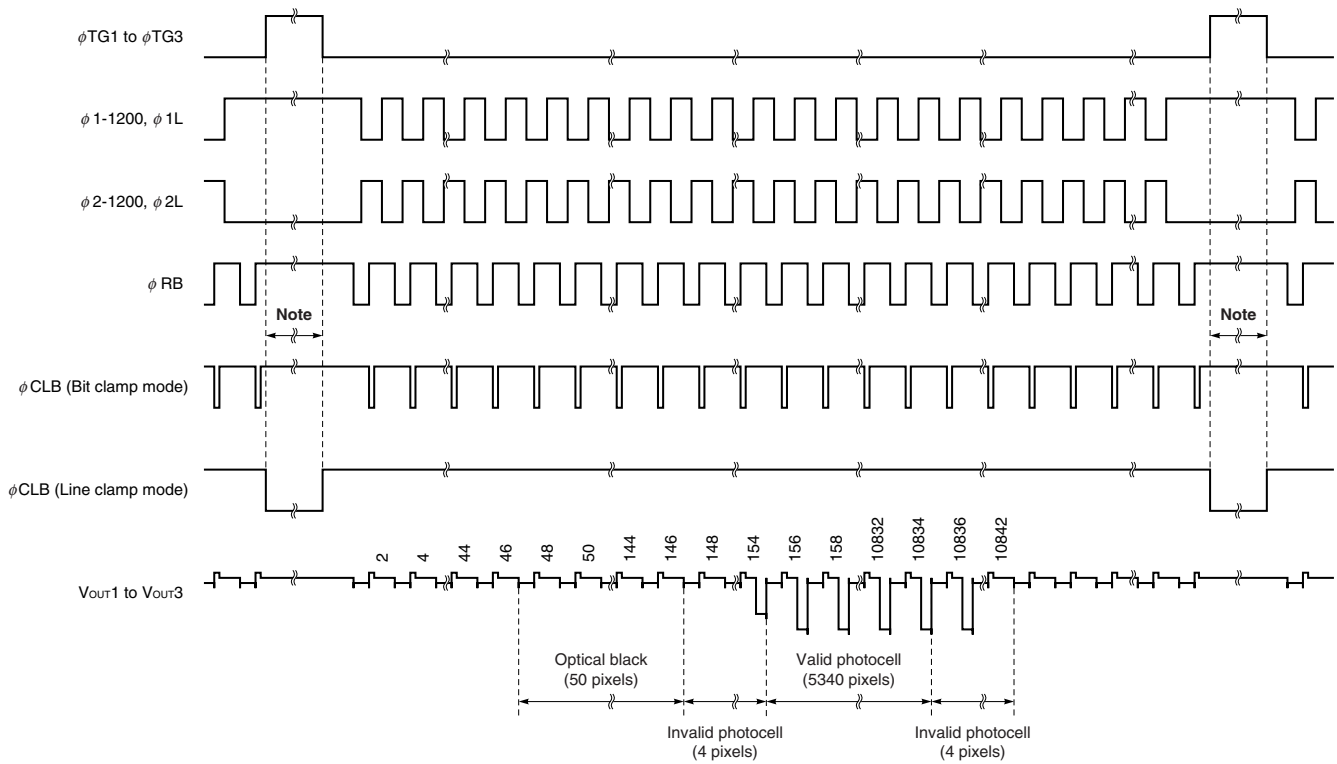 φTG1 to φTG3
φ1-1200, φ1L
φ2-1200, φ2L
φRB
Note
Note
φCLB (Bit clamp mode)
φCLB (Line clamp mode)
2
4
44
46
48
50
144
146
148
154
156
158
10832
10834
10836
10842
VOUT1 to VOUT3
Optical black
(50 pixels)
Valid photocell
(5340 pixels)
Invalid photocell
(4 pixels)
Invalid photocell
(4 pixels)